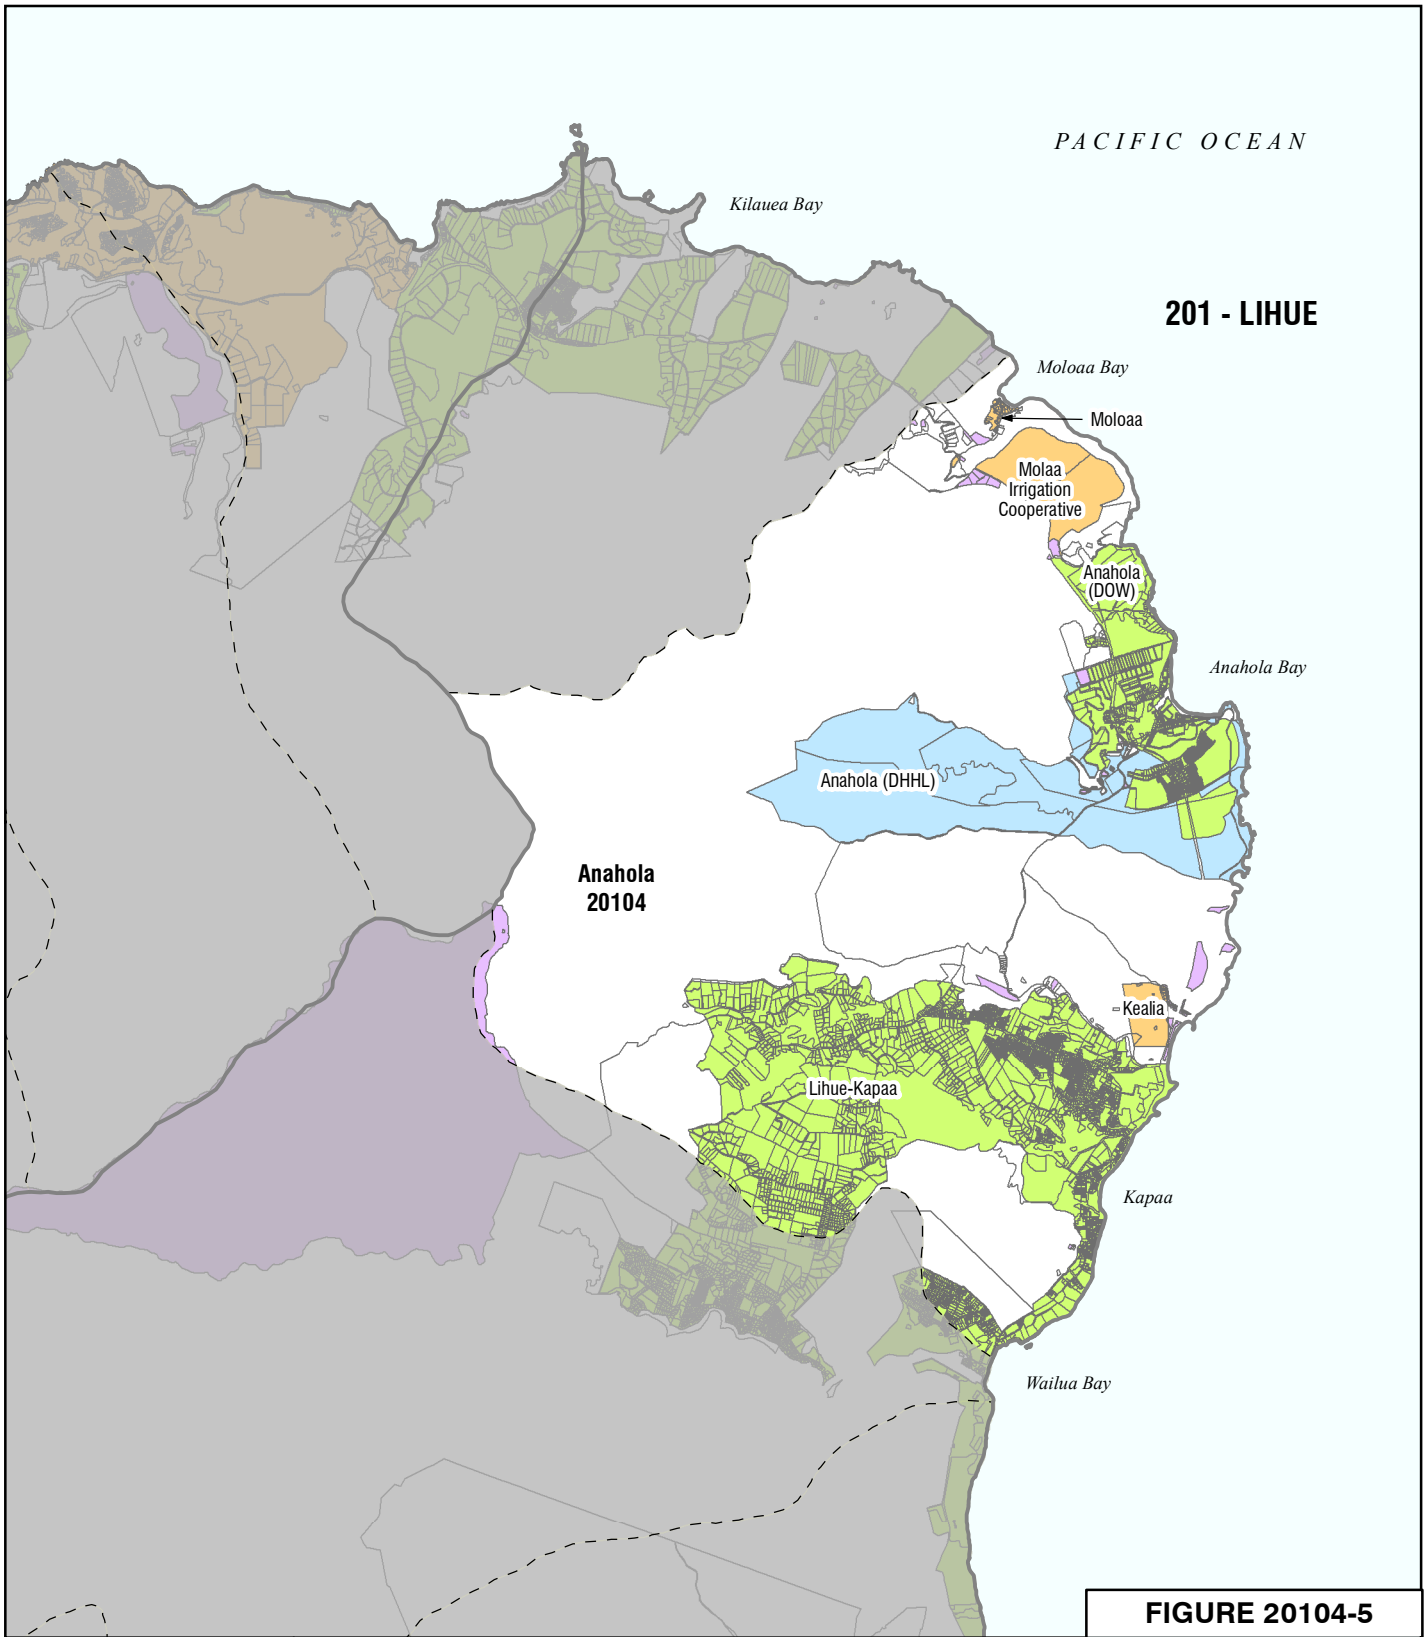 PACIFIC OCEAN
Kilauea Bay
201 - LIHUE
Moloaa Bay
Moloaa
Molaa
Irrigation
Cooperative
Anahola
(DOW)
Anahola Bay
Anahola (DHHL)
Anahola
20104
Kealia
Lihue-Kapaa
Kapaa
Wailua Bay
FIGURE 20104-5